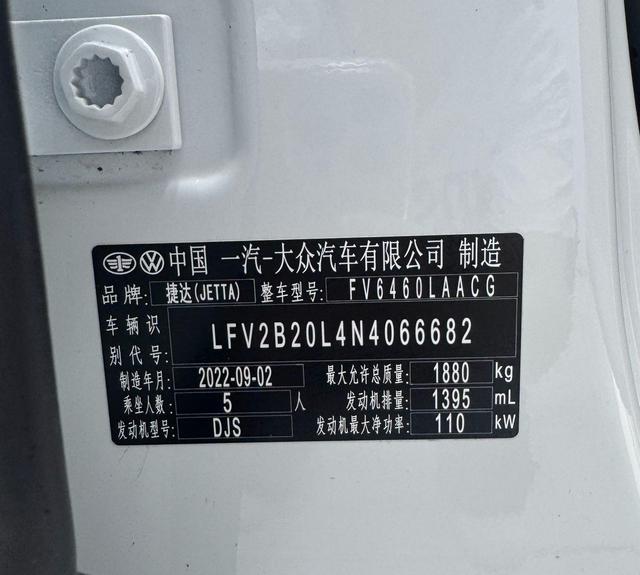 中国 一汽-大众汽车有限公司 制造
品牌: 捷达(JETTA) 整车型号: FV6460LAACG
车辆识别代号: LFV2B20L4N4066682
制造年月: 2022-09-02 最大允许总质量: 1880 kg
乘坐人数: 5 人 发动机排量: 1395 mL
发动机型号: DJS 发动机最大净功率: 110 kW